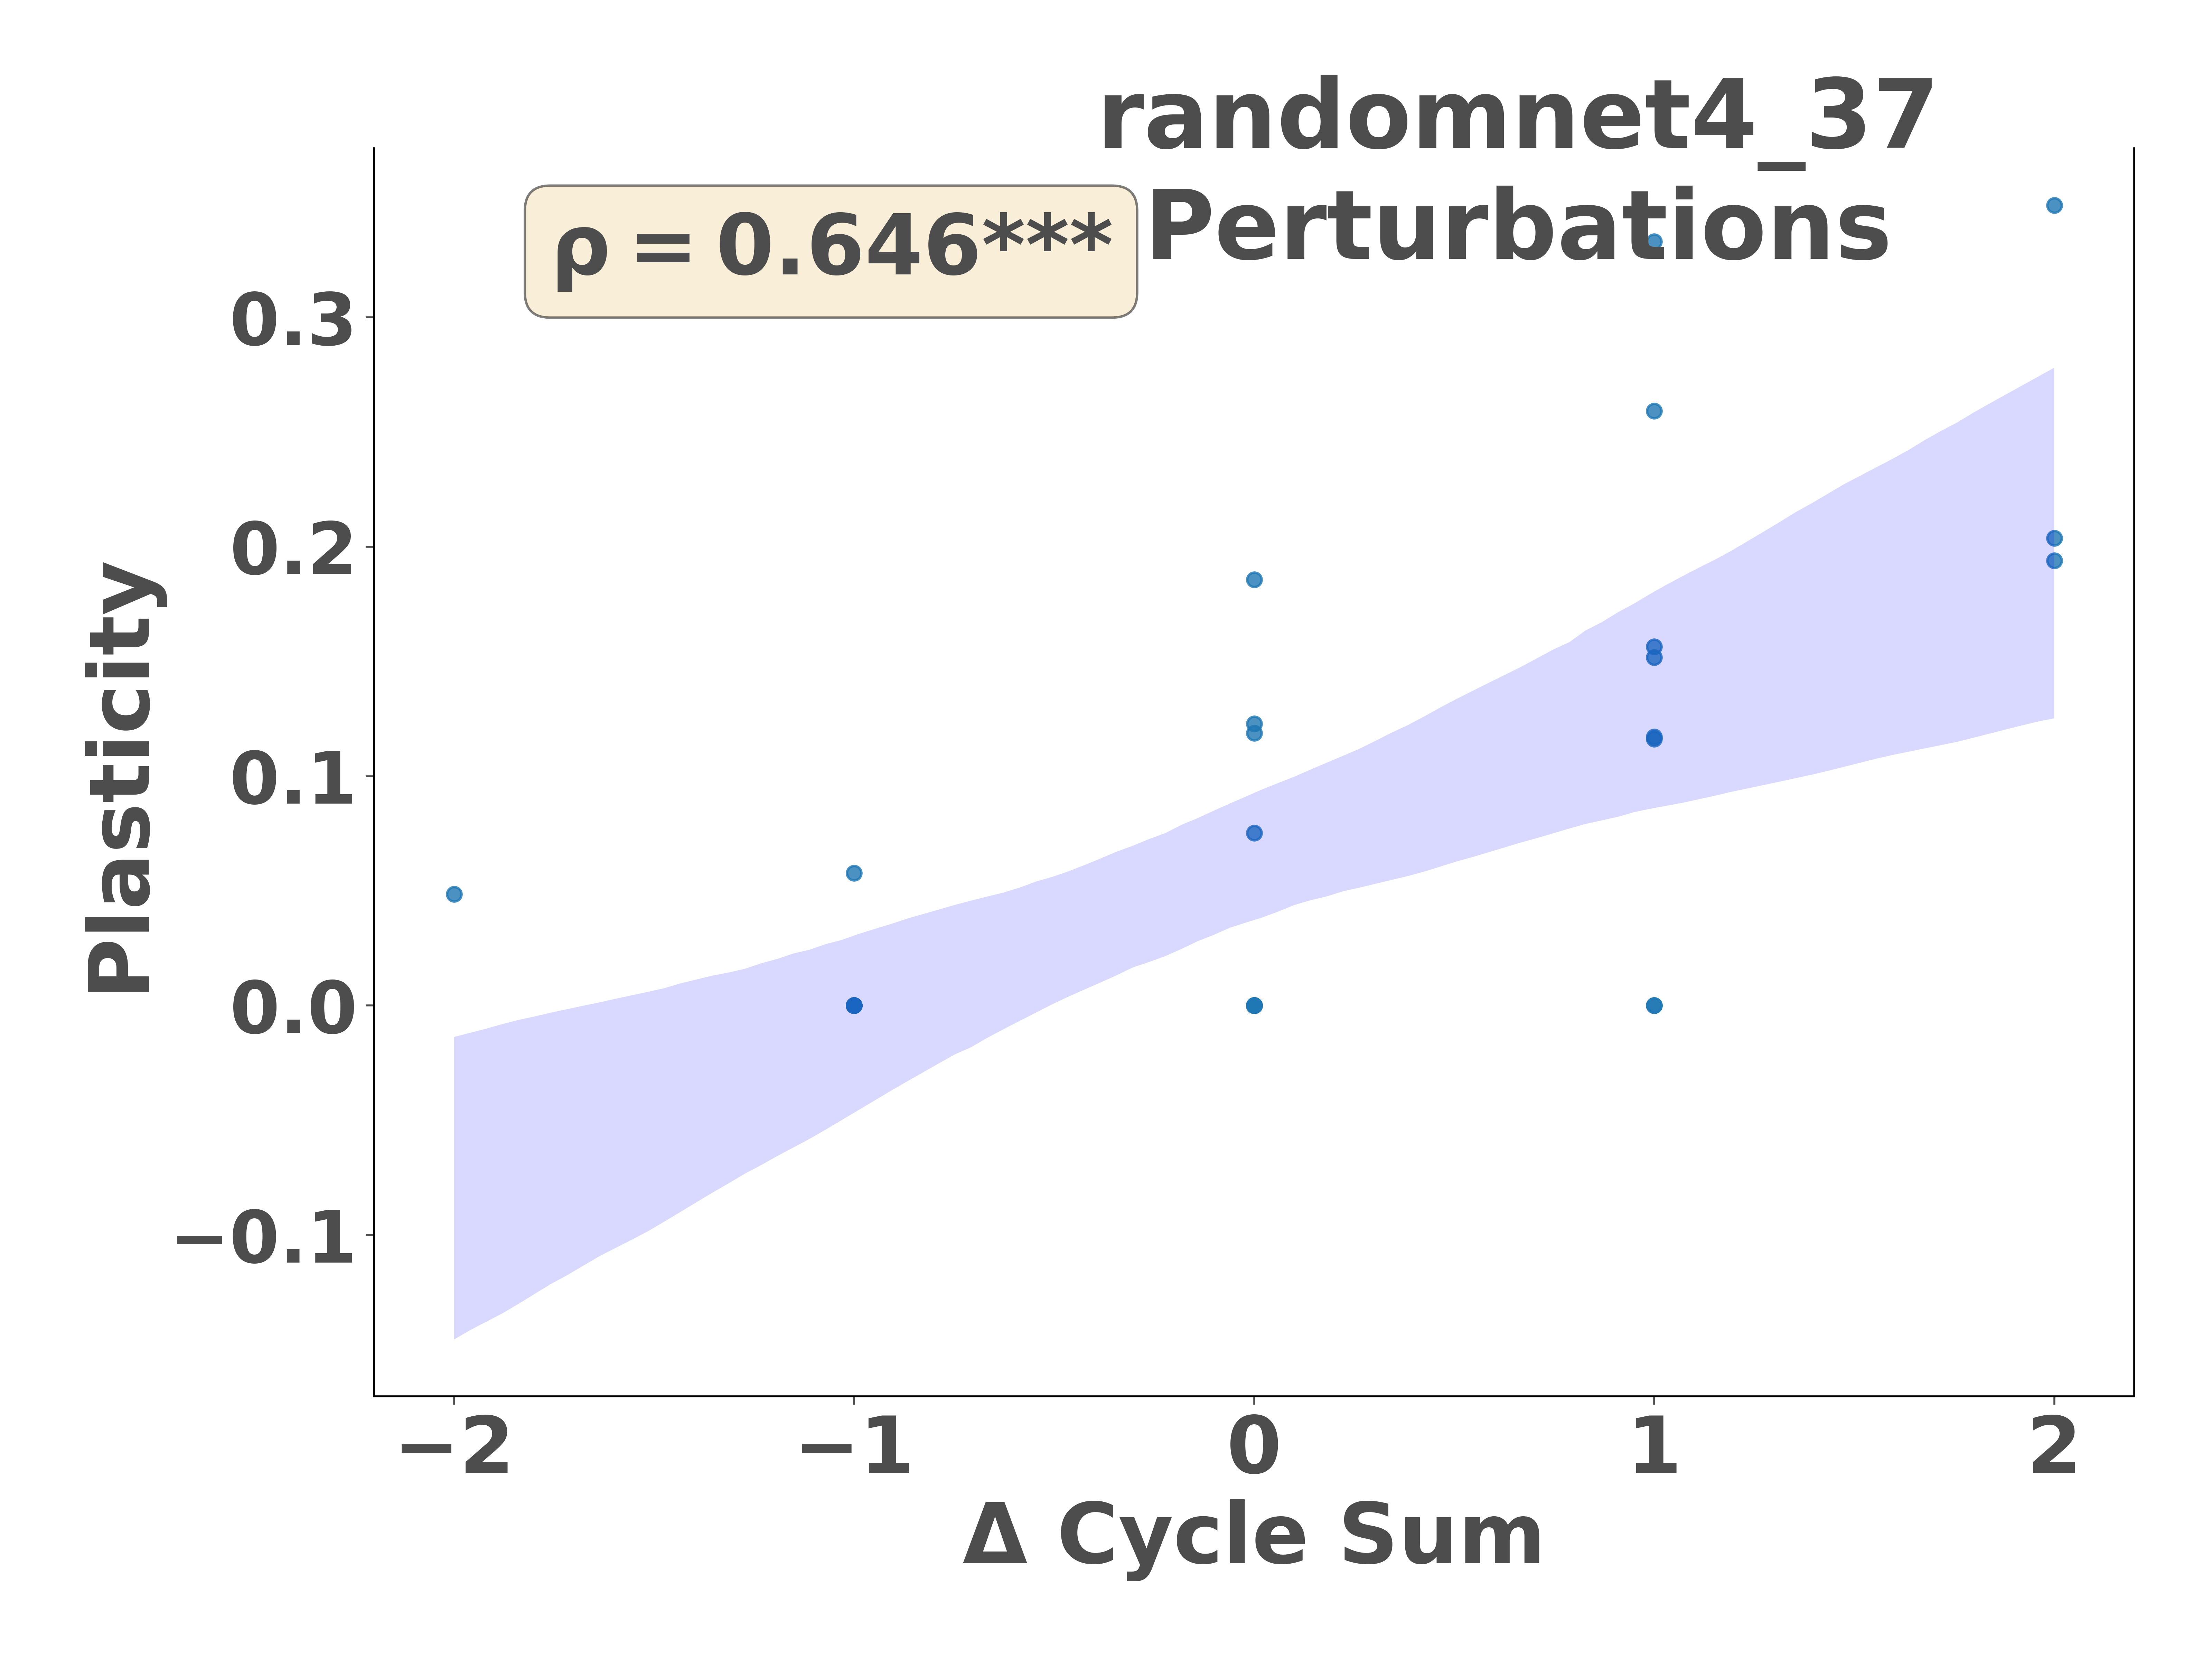 randomnet4_37
Perturbations
ρ = 0.646***
Plasticity
0.3
0.2
0.1
0.0
−0.1
−2 −1 0 1 2
Δ Cycle Sum